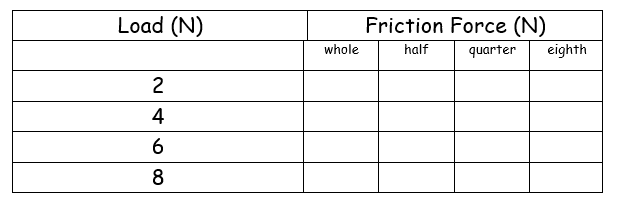 Load (N) Friction Force (N)
whole half quarter eighth
2
4
6
8